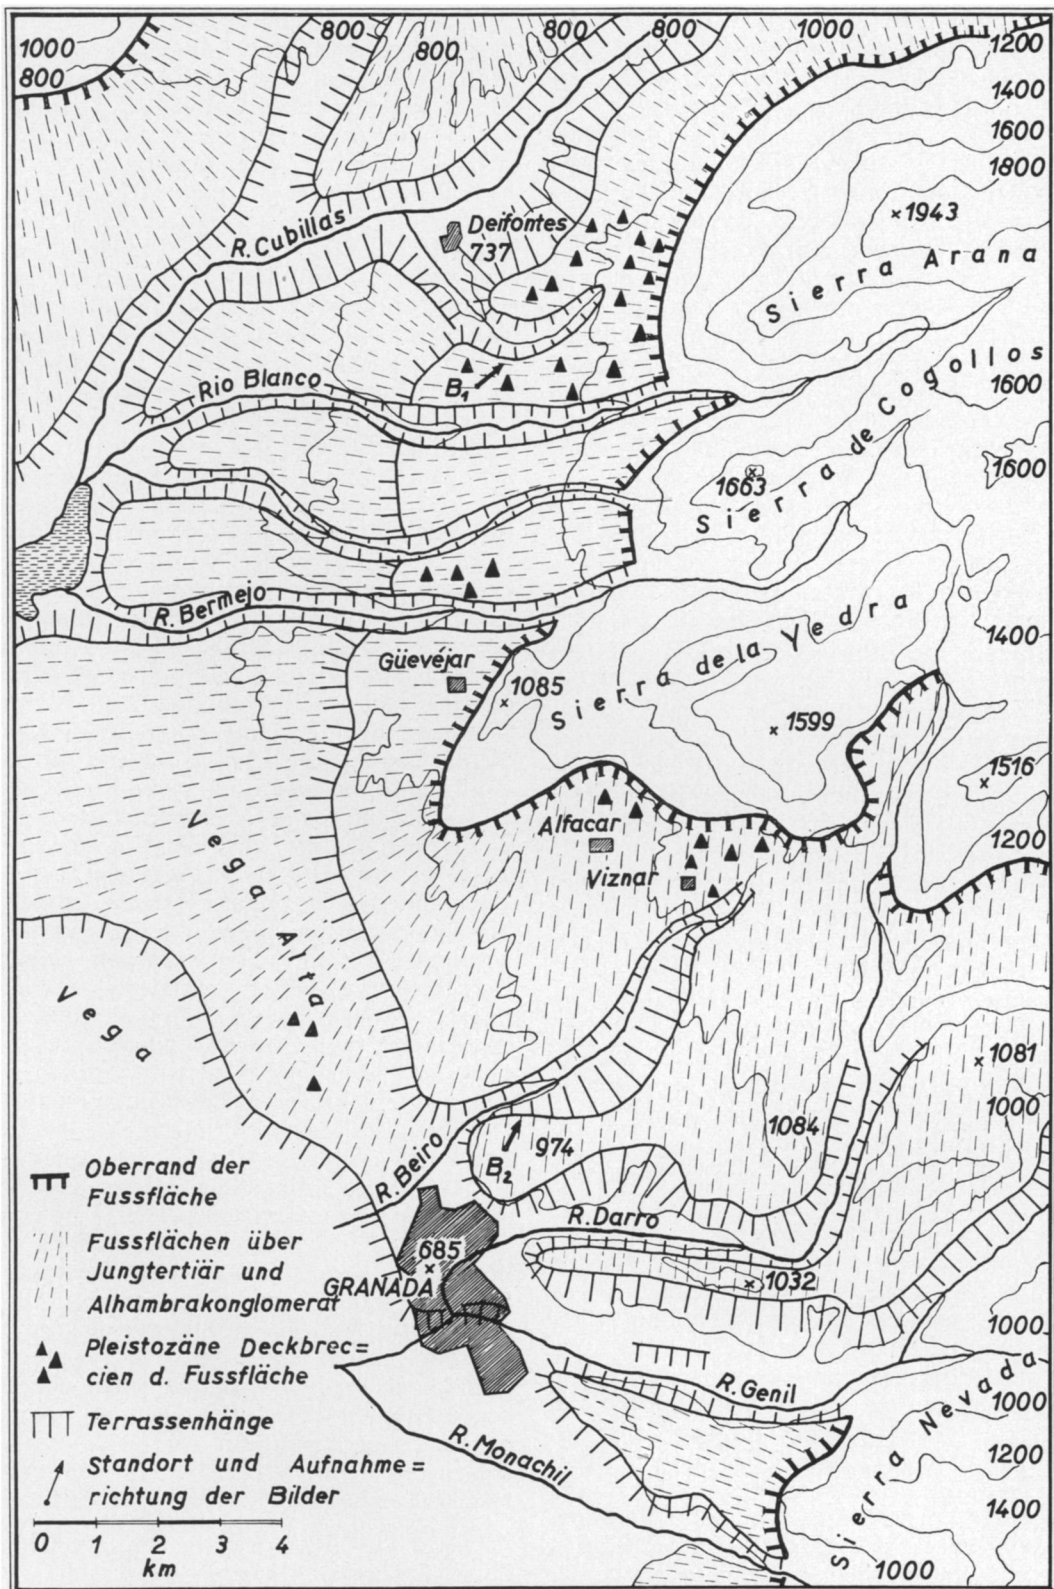 800
800
800
800
1000
1000
800
1200
1400
1600
1800
1943
Sierra Arana
R. Cubillas
Deifontes
737
Sierra de Cogollos
1600
1600
Rio Blanco
B₁
1663
R. Bermejo
Güevéjar
1085
Sierra de la Yedra
1400
1599
1516
1200
Alfacar
Viznar
Vega Alta
Vega
1081
1000
1084
974
B₂
R. Beiro
R. Darro
685
GRANADA
1032
1000
R. Genil
R. Monachil
Sierra Nevada
1000
1200
1400
1000
Oberrand der
Fussfläche
Fussflächen über
Jungtertiär und
Alhambrakonglomerat
Pleistozäne Deckbrec=
cien d. Fussfläche
Terrassenhänge
Standort und Aufnahme=
richtung der Bilder
0 1 2 3 4
km